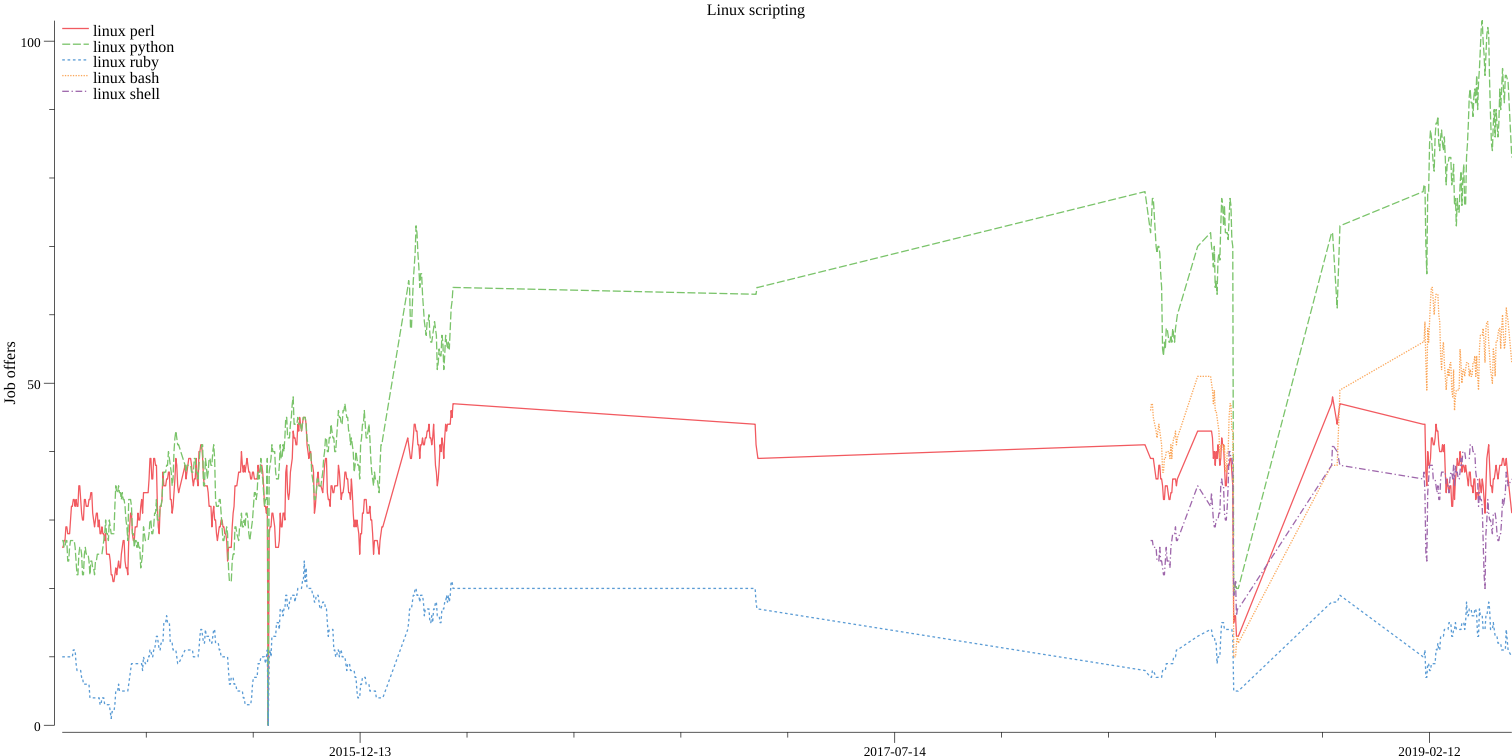 Linux scripting
linux perl
linux python
linux ruby
linux bash
linux shell
Job offers
100
50
0
2015-12-13
2017-07-14
2019-02-12